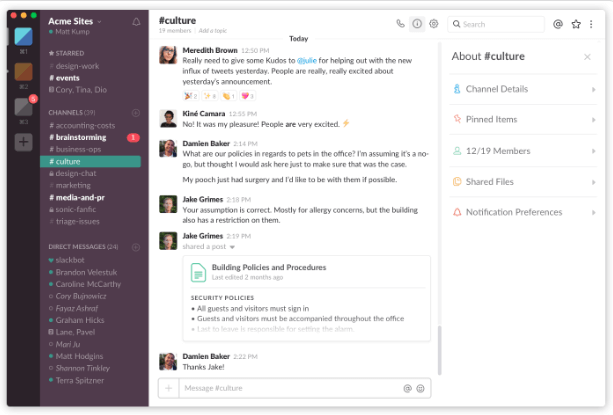 Acme Sites
Matt Kump
⌘1
⌘2
⌘3
★ STARRED
# design-work
# events
Cory, Tina, Dio
CHANNELS (29)
# accounting-costs
# brainstorming 1
# business-ops
# culture
design-chat
# marketing
# media-and-pr
sonic-fanfic
# triage-issues
DIRECT MESSAGES (24)
slackbot
Brandon Velestuk
Caroline McCarthy
Cory Bujnowicz
Fayaz Ashraf
Graham Hicks
Lane, Pavel
Mari Ju
Matt Hodgins
Shannon Tinkley
Terra Spitzner
#culture
19 members | Add a topic
Search
Today
Meredith Brown 12:50 PM
Really need to give some Kudos to @julie for helping out with the new
influx of tweets yesterday. People are really, really excited about
yesterday's announcement.
Kiné Camara 12:55 PM
No! It was my pleasure! People are very excited. ⚡
Damien Baker 2:14 PM
What are our policies in regards to pets in the office? I'm assuming it's a no-
go, but thought I would ask here just to make sure that was the case.
My pooch just had surgery and I'd like to be with them if possible.
Jake Grimes 2:18 PM
Your assumption is correct. Mostly for allergy concerns, but the building
also has a restriction on them.
Jake Grimes 2:19 PM
shared a post
Building Policies and Procedures
Last edited 2 months ago
SECURITY POLICIES
• All guests and visitors must sign in
• Guests and visitors must be accompanied throughout the office
• Last to leave is responsible for setting the alarm
Damien Baker 2:22 PM
Thanks Jake!
Message #culture
About #culture
Channel Details
Pinned Items
12/19 Members
Shared Files
Notification Preferences